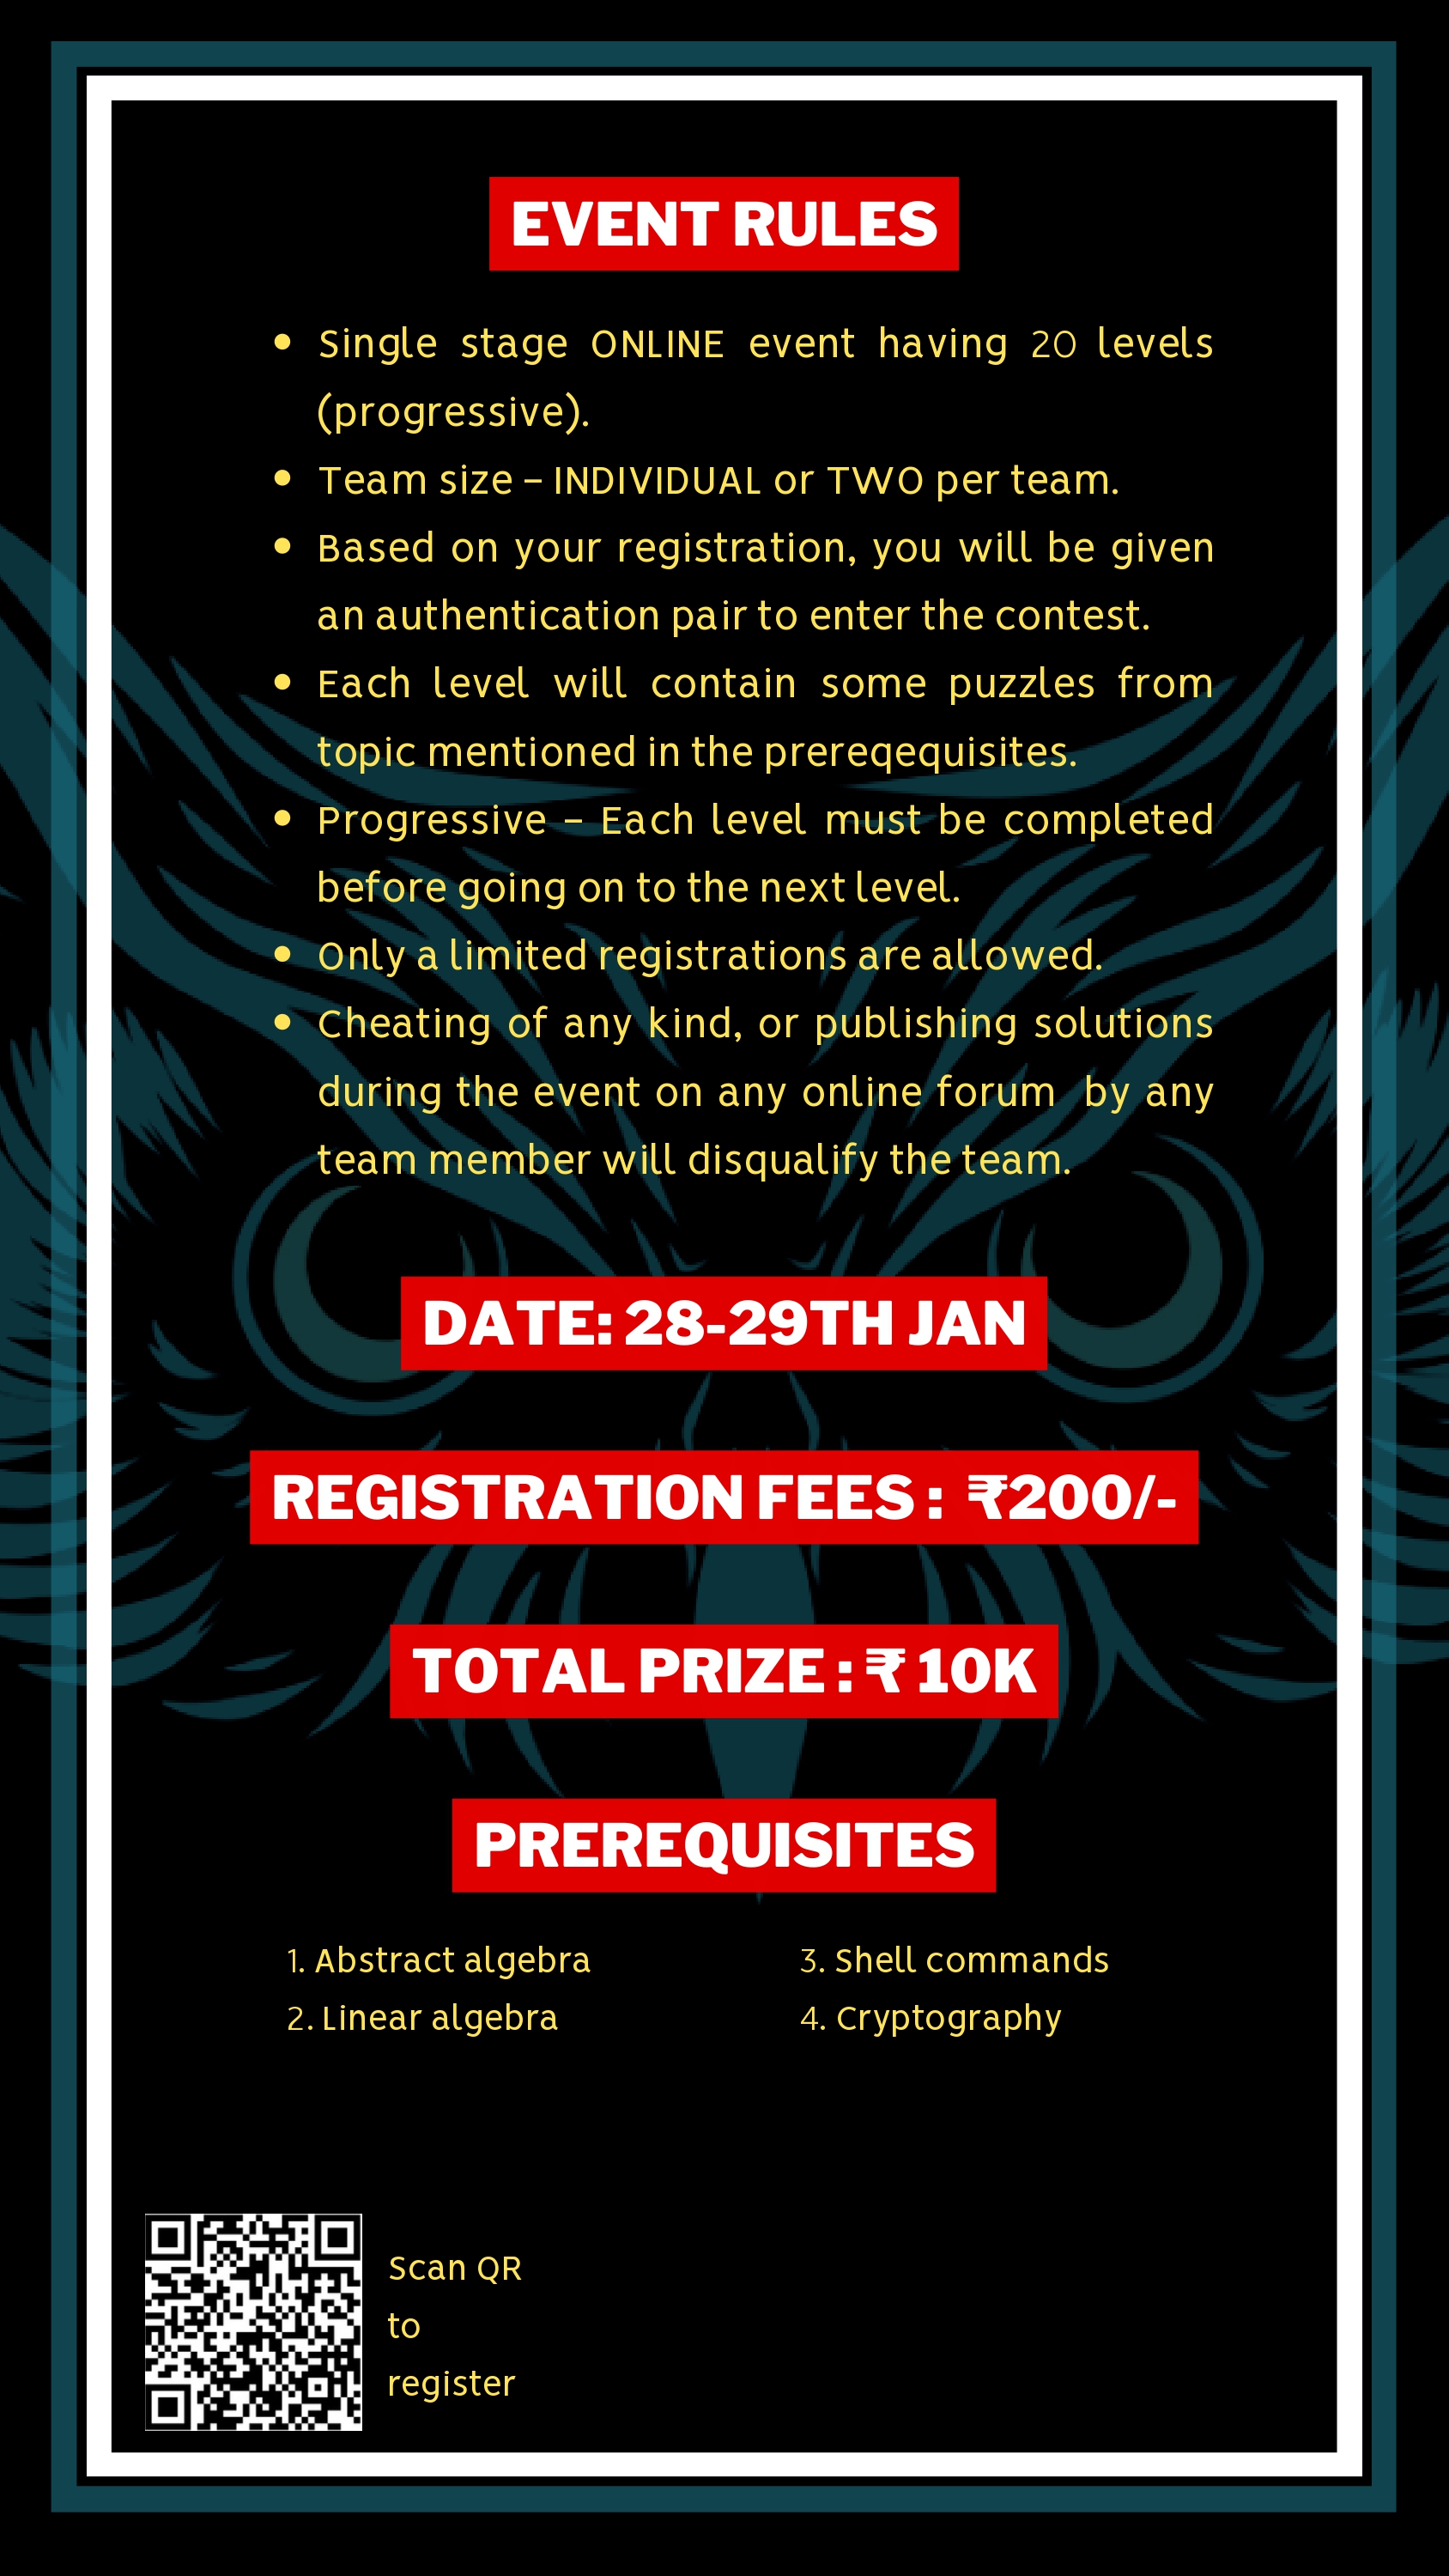 EVENT RULES
• Single stage ONLINE event having 20 levels
(progressive).
• Team size – INDIVIDUAL or TWO per team.
• Based on your registration, you will be given
an authentication pair to enter the contest.
• Each level will contain some puzzles from
topic mentioned in the prereqequisites.
• Progressive – Each level must be completed
before going on to the next level.
• Only a limited registrations are allowed.
• Cheating of any kind, or publishing solutions
during the event on any online forum by any
team member will disqualify the team.
DATE: 28-29TH JAN
REGISTRATION FEES : ₹200/-
TOTAL PRIZE : ₹ 10K
PREREQUISITES
1. Abstract algebra
2. Linear algebra
3. Shell commands
4. Cryptography
Scan QR
to
register